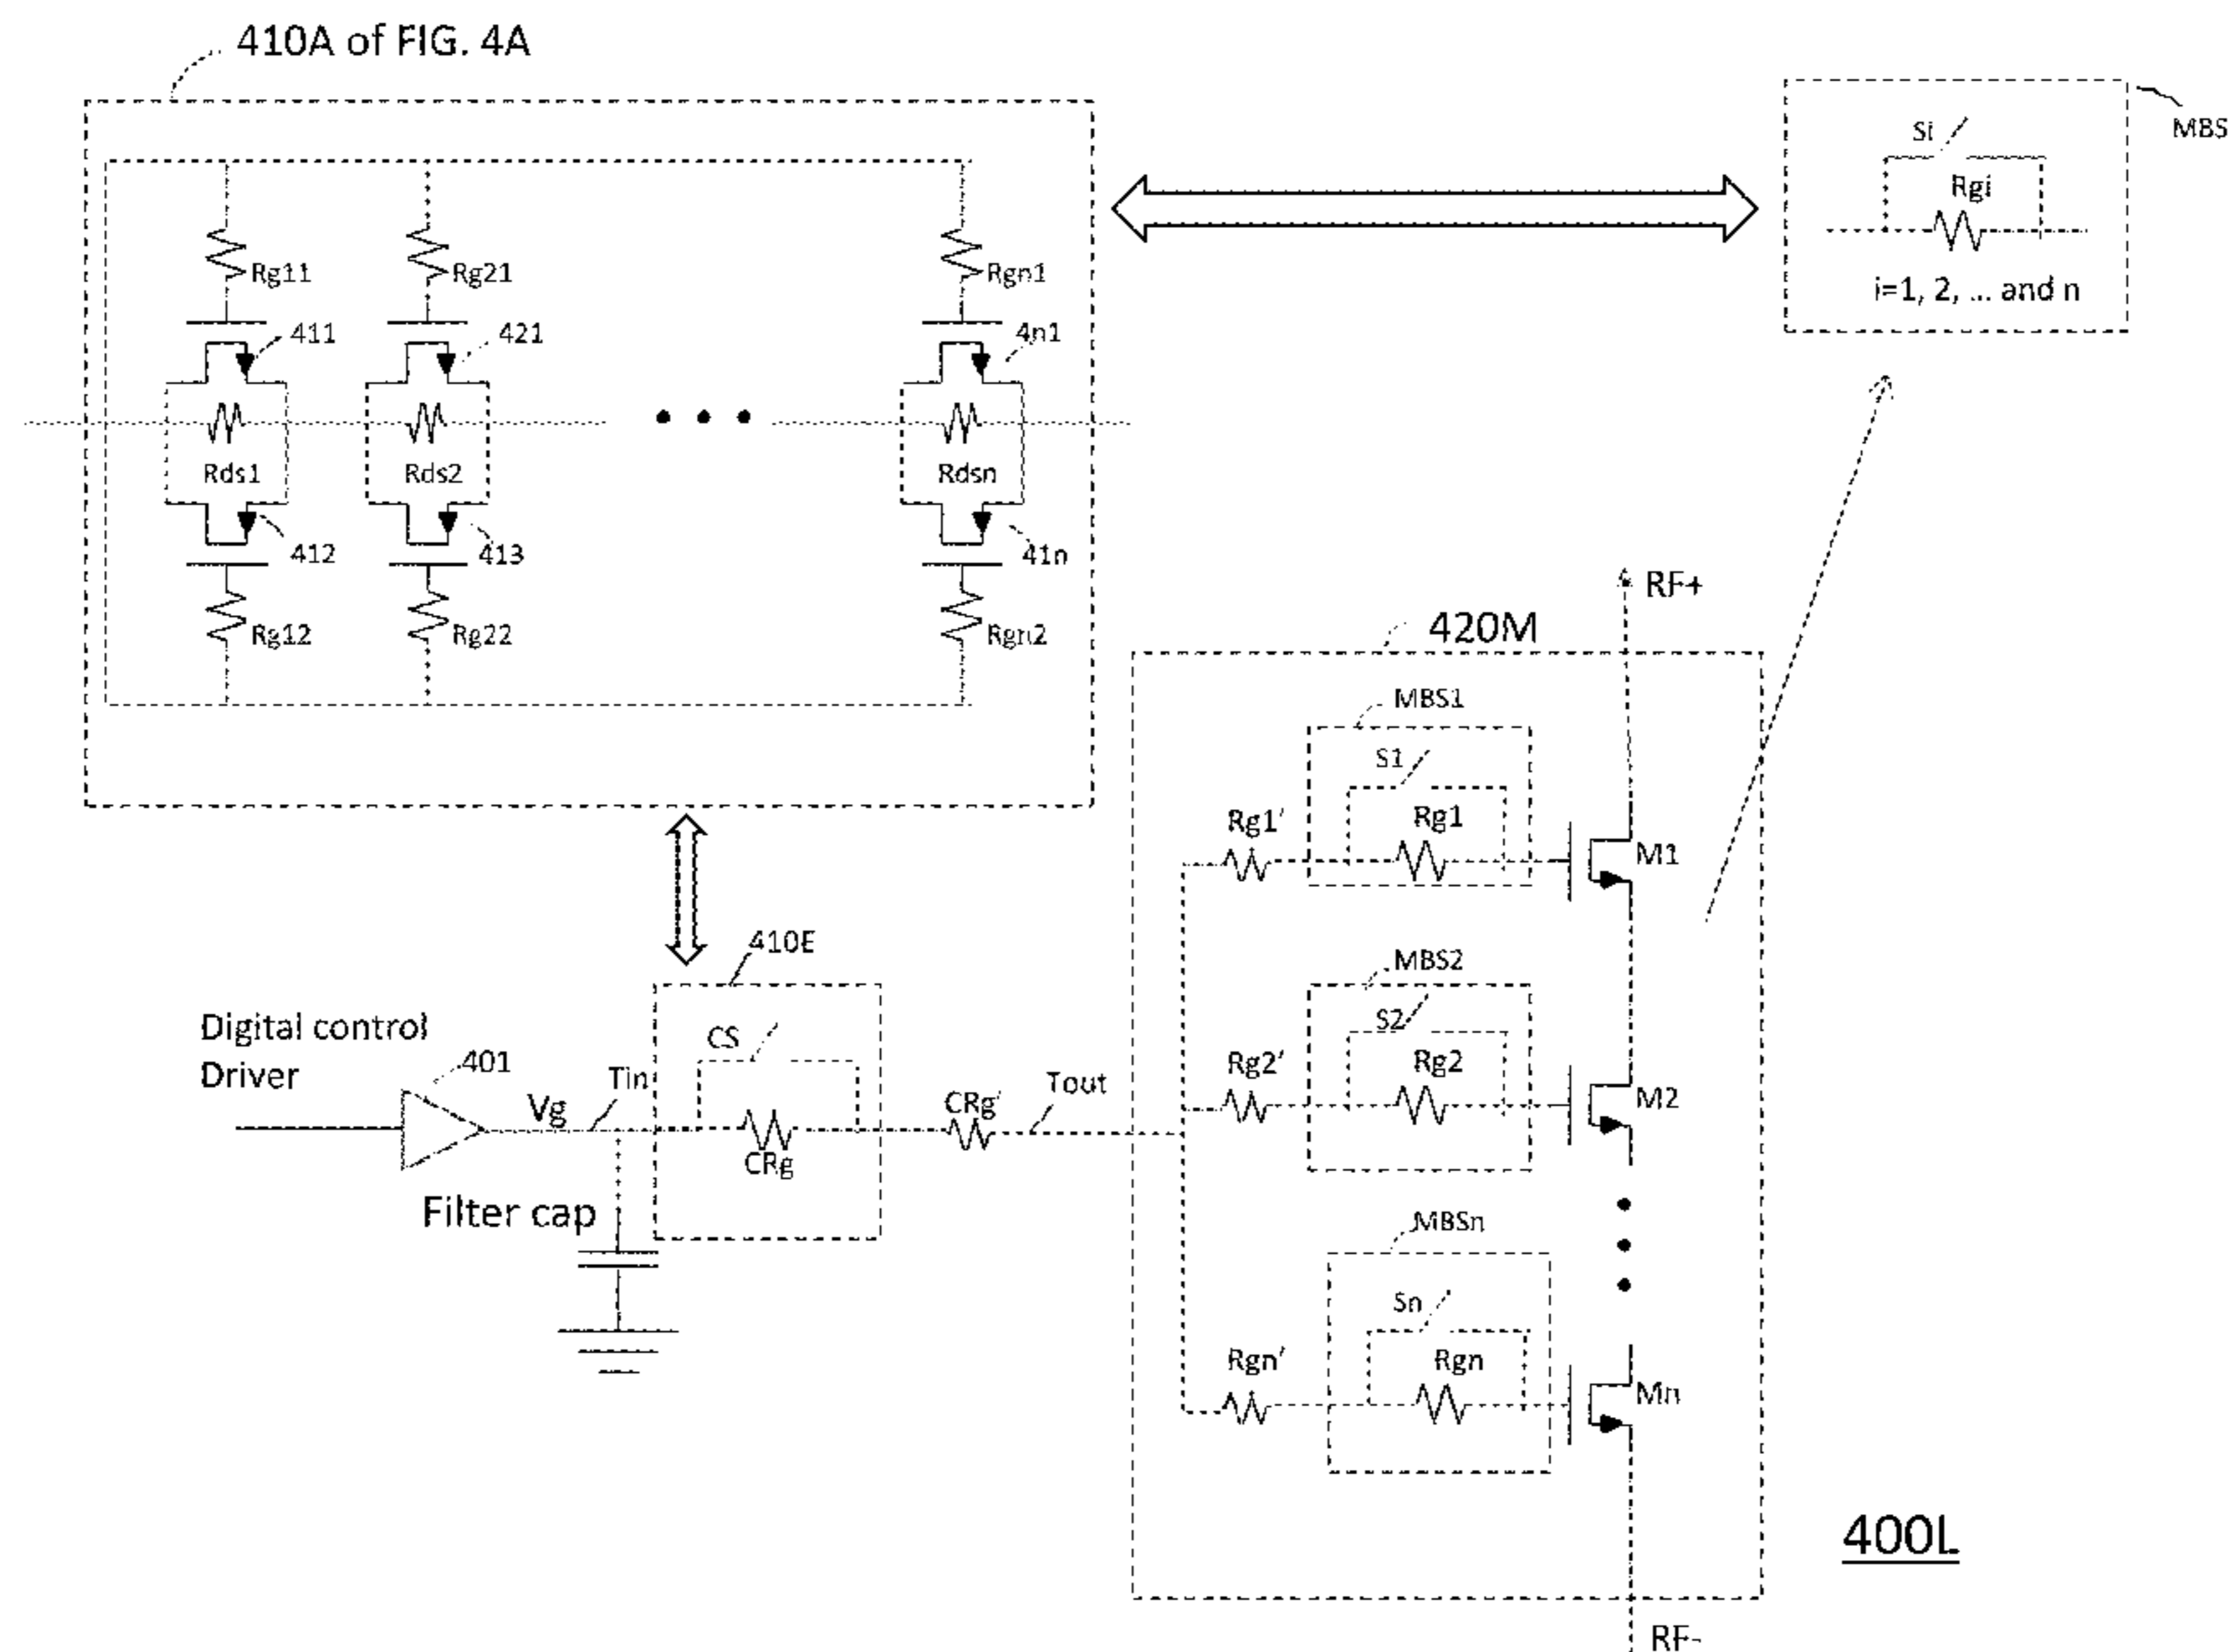 410A of FIG. 4A
MBS
Si
Rgi
i=1, 2, ... and n
Rg11
Rg21
Rgn1
411
421
4n1
Rds1
Rds2
Rdsn
412
413
41n
Rg12
Rg22
Rgn2
RF+
420M
MBS1
S1
Rg1'
Rg1
M1
410E
MBS2
Digital control
Driver
401
Vg
Tin
CS
CRg
CRg'
Tout
S2
Rg2'
Rg2
M2
Filter cap
MBSn
Sn
Rgn'
Rgn
Mn
400L
RF-